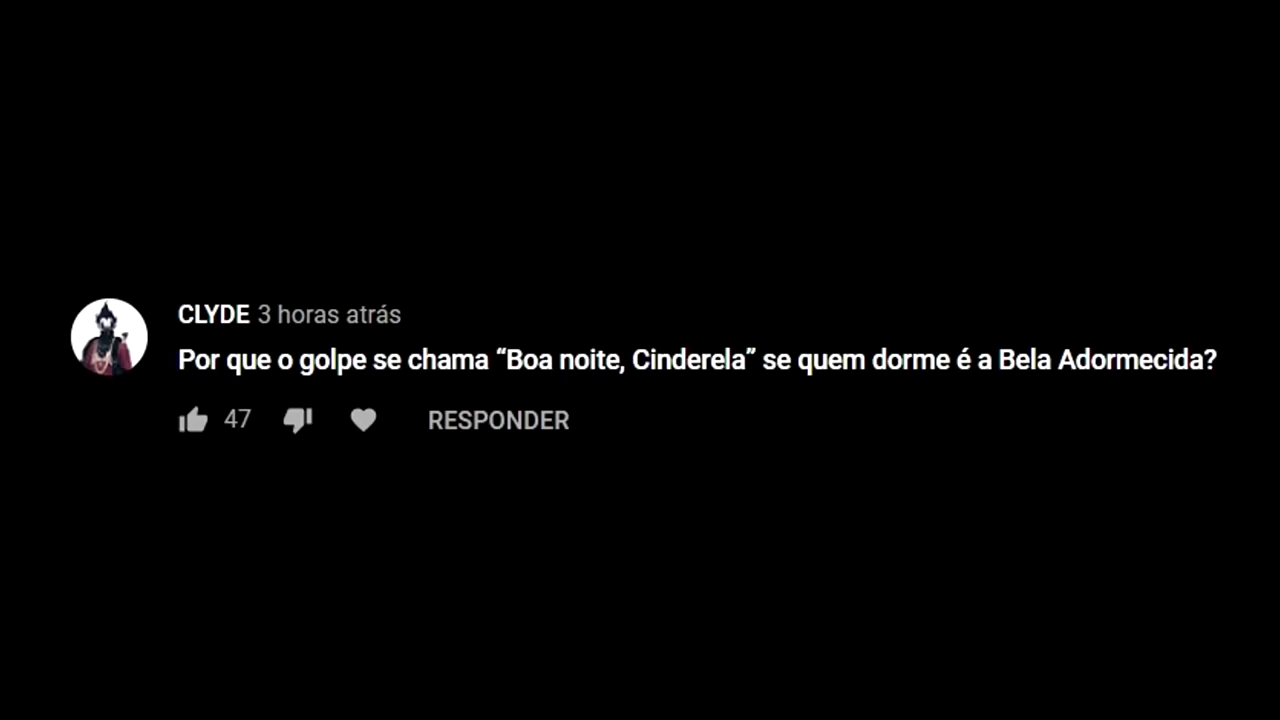 CLYDE 3 horas atrás
Por que o golpe se chama “Boa noite, Cinderela” se quem dorme é a Bela Adormecida?
47 RESPONDER